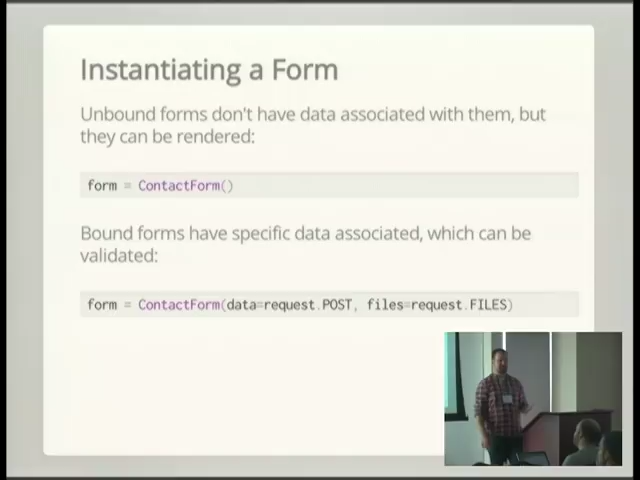 Instantiating a Form
Unbound forms don't have data associated with them, but
they can be rendered:
form = ContactForm()
Bound forms have specific data associated, which can be
validated:
form = ContactForm(data=request.POST, files=request.FILES)